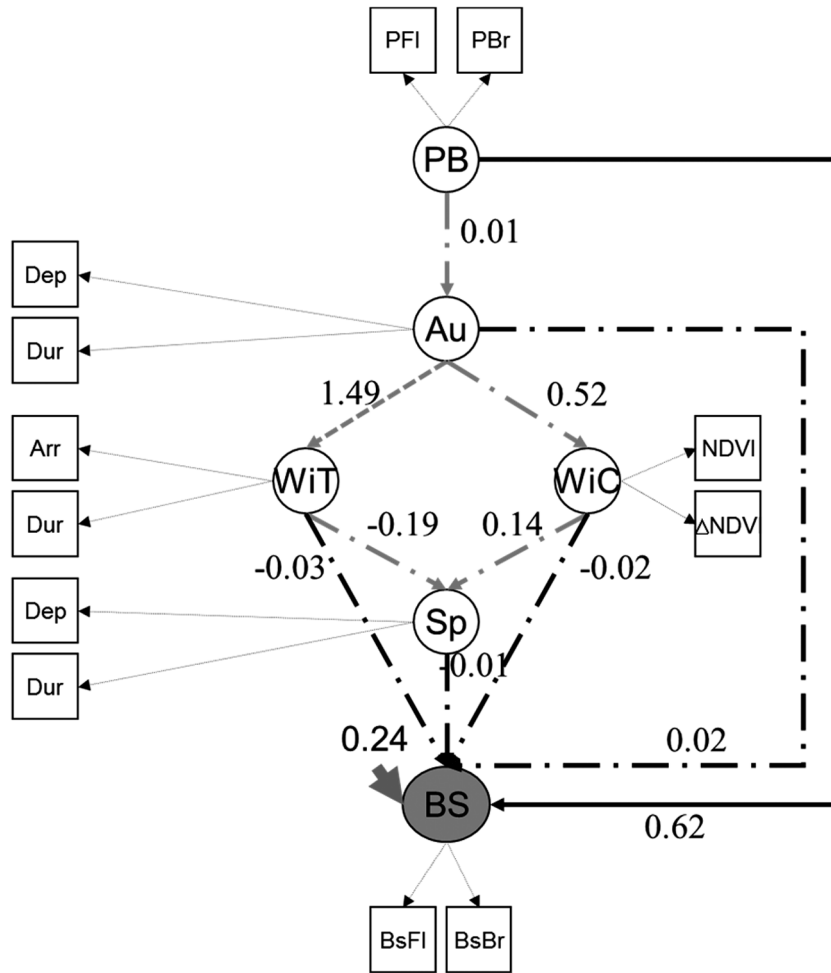 PFl PBr
PB
0.01
Dep
Au
Dur
1.49 0.52
Arr NDVI
WiT WiC
Dur ΔNDV
-0.19 0.14
-0.03 -0.02
Dep
Sp
-0.01
Dur
0.24 0.02
BS
0.62
BsFl BsBr